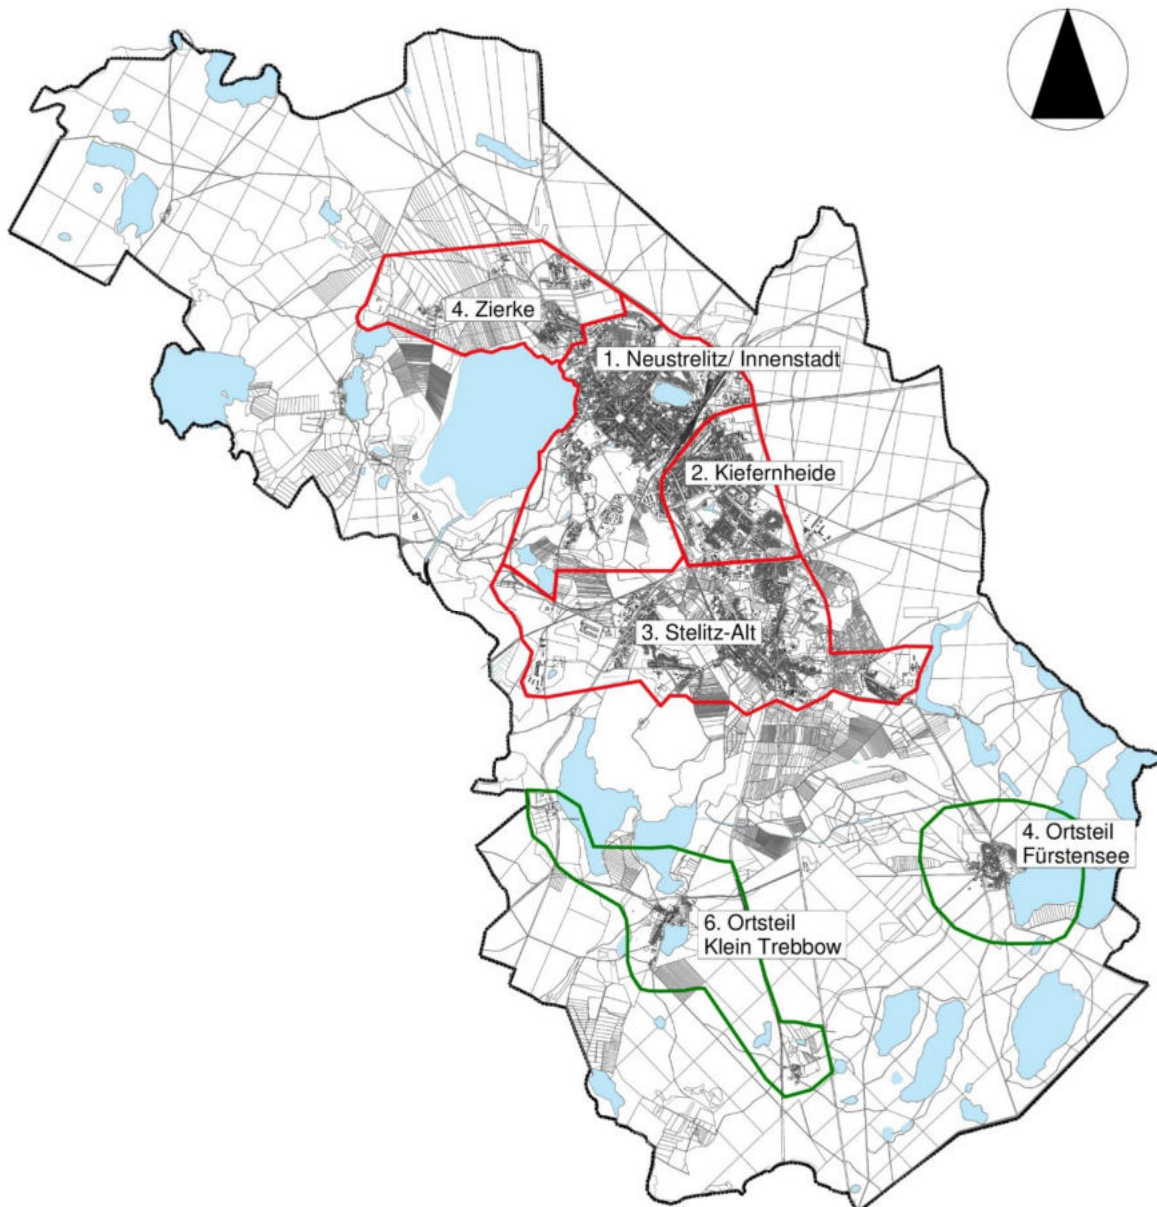 4. Zierke
1. Neustrelitz/ Innenstadt
2. Kiefernheide
3. Stelitz-Alt
4. Ortsteil
Fürstensee
6. Ortsteil
Klein Trebbow